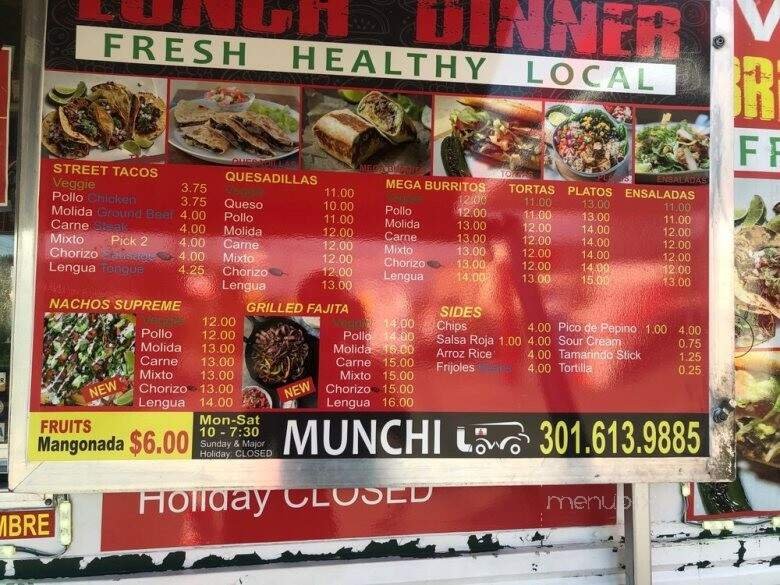 LUNCH DINNER
FRESH HEALTHY LOCAL
QUESADILLAS
MEGA BURRITOS
TORTAS
PLATOS
ENSALADAS
STREET TACOS
Veggie 3.75
Pollo Chicken 3.75
Molida Ground Beef 4.00
Carne Steak 4.00
Mixto Pick 2 4.00
Chorizo Sausage 4.00
Lengua Tongue 4.25
QUESADILLAS
Veggie 11.00
Queso 10.00
Pollo 11.00
Molida 12.00
Carne 12.00
Mixto 12.00
Chorizo 12.00
Lengua 13.00
MEGA BURRITOS TORTAS PLATOS ENSALADAS
Veggie 12.00 11.00 13.00 11.00
Pollo 12.00 11.00 13.00 11.00
Molida 13.00 12.00 14.00 12.00
Carne 13.00 12.00 14.00 12.00
Mixto 13.00 12.00 14.00 12.00
Chorizo 13.00 12.00 14.00 12.00
Lengua 14.00 13.00 15.00 13.00
NACHOS SUPREME
Veggie 12.00
Pollo 12.00
Molida 13.00
Carne 13.00
Mixto 13.00
Chorizo 13.00
Lengua 14.00
NEW
GRILLED FAJITA
Veggie 14.00
Pollo 14.00
Molida 15.00
Carne 15.00
Mixto 15.00
Chorizo 15.00
Lengua 16.00
NEW
SIDES
Chips 4.00
Salsa Roja 1.00 4.00
Arroz Rice 4.00
Frijoles Beans 4.00
Pico de Pepino 1.00 4.00
Sour Cream 0.75
Tamarindo Stick 1.25
Tortilla 0.25
FRUITS
Mangonada $6.00
Mon-Sat
10 - 7:30
Sunday & Major
Holiday: CLOSED
MUNCHI
301.613.9885
Holiday CLOSED
menu
MBRE
V
BR
FE